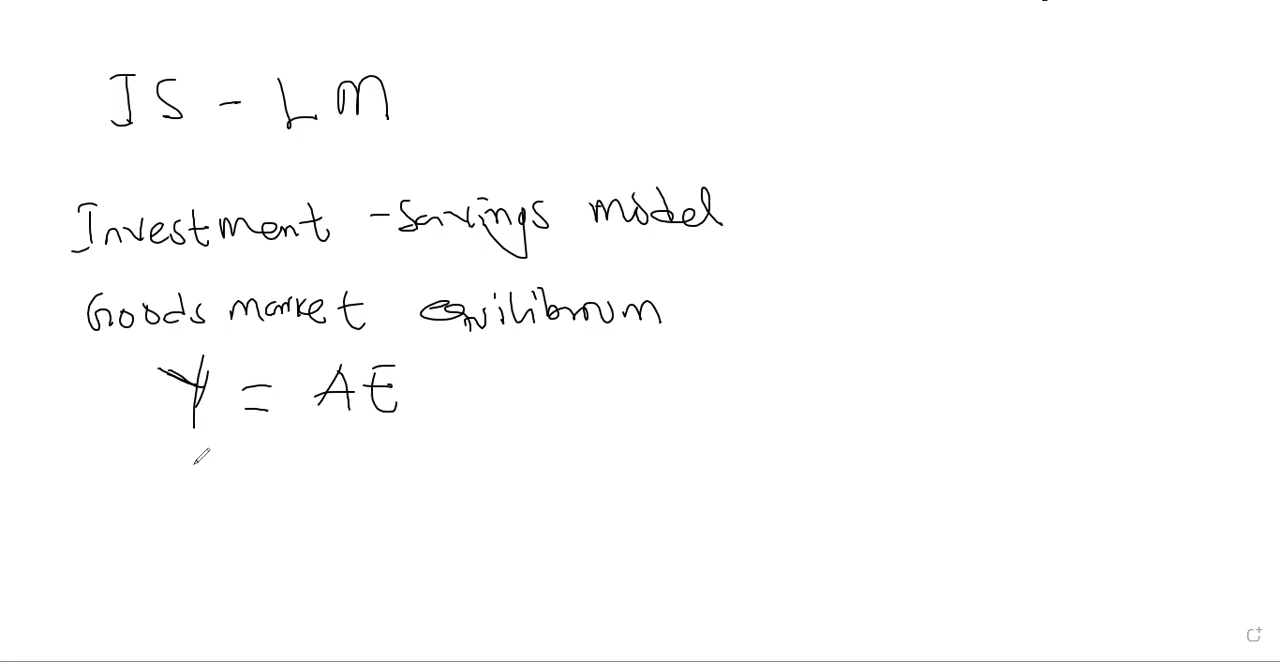 IS - LM
Investment - Savings model
Goods market equilibrium
Y = AE